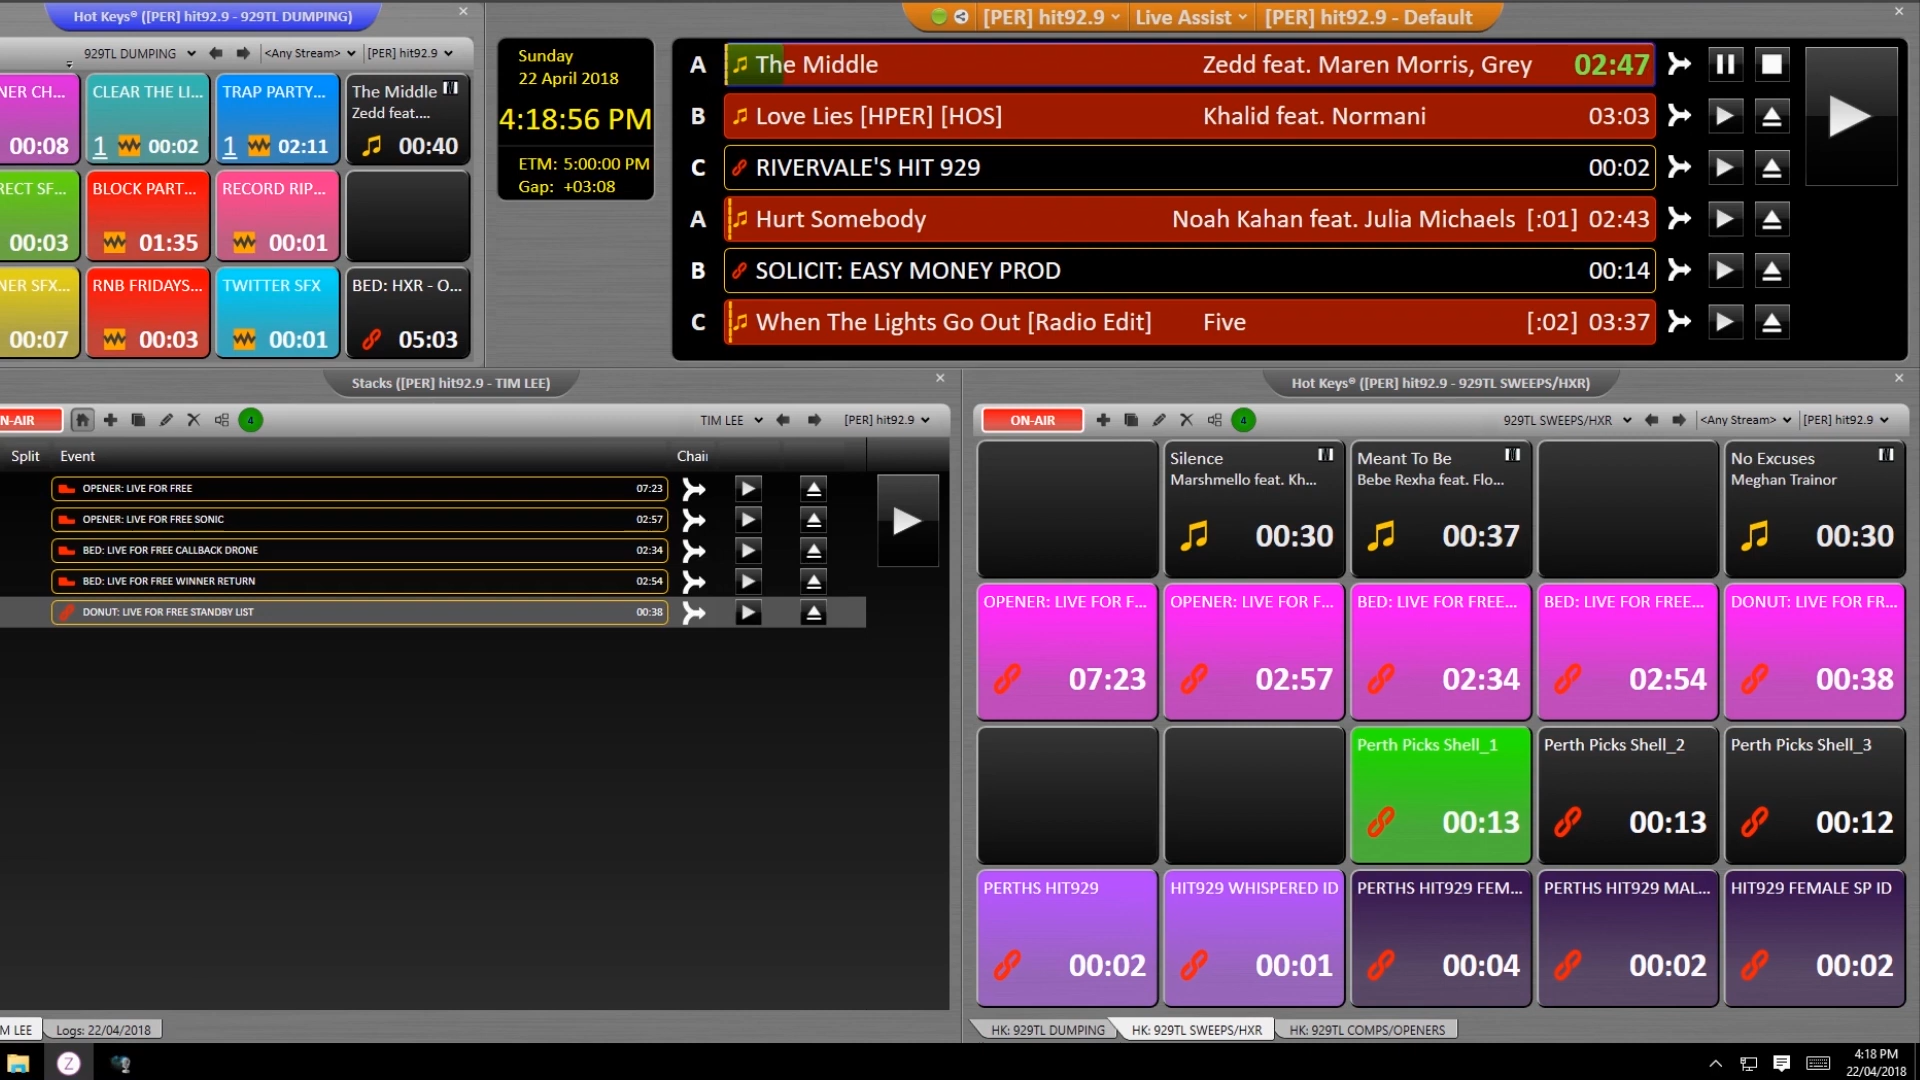 Hot Keys® ([PER] hit92.9 - 929TL DUMPING)
929TL DUMPING
<Any Stream>
[PER] hit92.9
NER CH...
00:08
CLEAR THE LI...
1 00:02
TRAP PARTY...
1 02:11
The Middle
Zedd feat....
00:40
RECT SF...
00:03
BLOCK PART...
01:35
RECORD RIP...
00:01
NER SFX...
00:07
RNB FRIDAYS...
00:03
TWITTER SFX
00:01
BED: HXR - O...
05:03
Sunday
22 April 2018
4:18:56 PM
ETM: 5:00:00 PM
Gap: +03:08
[PER] hit92.9
Live Assist
[PER] hit92.9 - Default
A The Middle Zedd feat. Maren Morris, Grey 02:47
B Love Lies [HPER] [HOS] Khalid feat. Normani 03:03
C RIVERVALE'S HIT 929 00:02
A Hurt Somebody Noah Kahan feat. Julia Michaels [:01] 02:43
B SOLICIT: EASY MONEY PROD 00:14
C When The Lights Go Out [Radio Edit] Five [:02] 03:37
Stacks ([PER] hit92.9 - TIM LEE)
N-AIR
4
TIM LEE
[PER] hit92.9
Split Event Chai
OPENER: LIVE FOR FREE 07:23
OPENER: LIVE FOR FREE SONIC 02:57
BED: LIVE FOR FREE CALLBACK DRONE 02:34
BED: LIVE FOR FREE WINNER RETURN 02:54
DONUT: LIVE FOR FREE STANDBY LIST 00:38
IM LEE
Logs: 22/04/2018
Hot Keys® ([PER] hit92.9 - 929TL SWEEPS/HXR)
ON-AIR
4
929TL SWEEPS/HXR
<Any Stream>
[PER] hit92.9
Silence
Marshmello feat. Kh...
00:30
Meant To Be
Bebe Rexha feat. Flo...
00:37
No Excuses
Meghan Trainor
00:30
OPENER: LIVE FOR F...
07:23
OPENER: LIVE FOR F...
02:57
BED: LIVE FOR FREE...
02:34
BED: LIVE FOR FREE...
02:54
DONUT: LIVE FOR FR...
00:38
Perth Picks Shell_1
00:13
Perth Picks Shell_2
00:13
Perth Picks Shell_3
00:12
PERTHS HIT929
00:02
HIT929 WHISPERED ID
00:01
PERTHS HIT929 FEM...
00:04
PERTHS HIT929 MAL...
00:02
HIT929 FEMALE SP ID
00:02
HK: 929TL DUMPING
HK: 929TL SWEEPS/HXR
HK: 929TL COMPS/OPENERS
Z
4:18 PM
22/04/2018